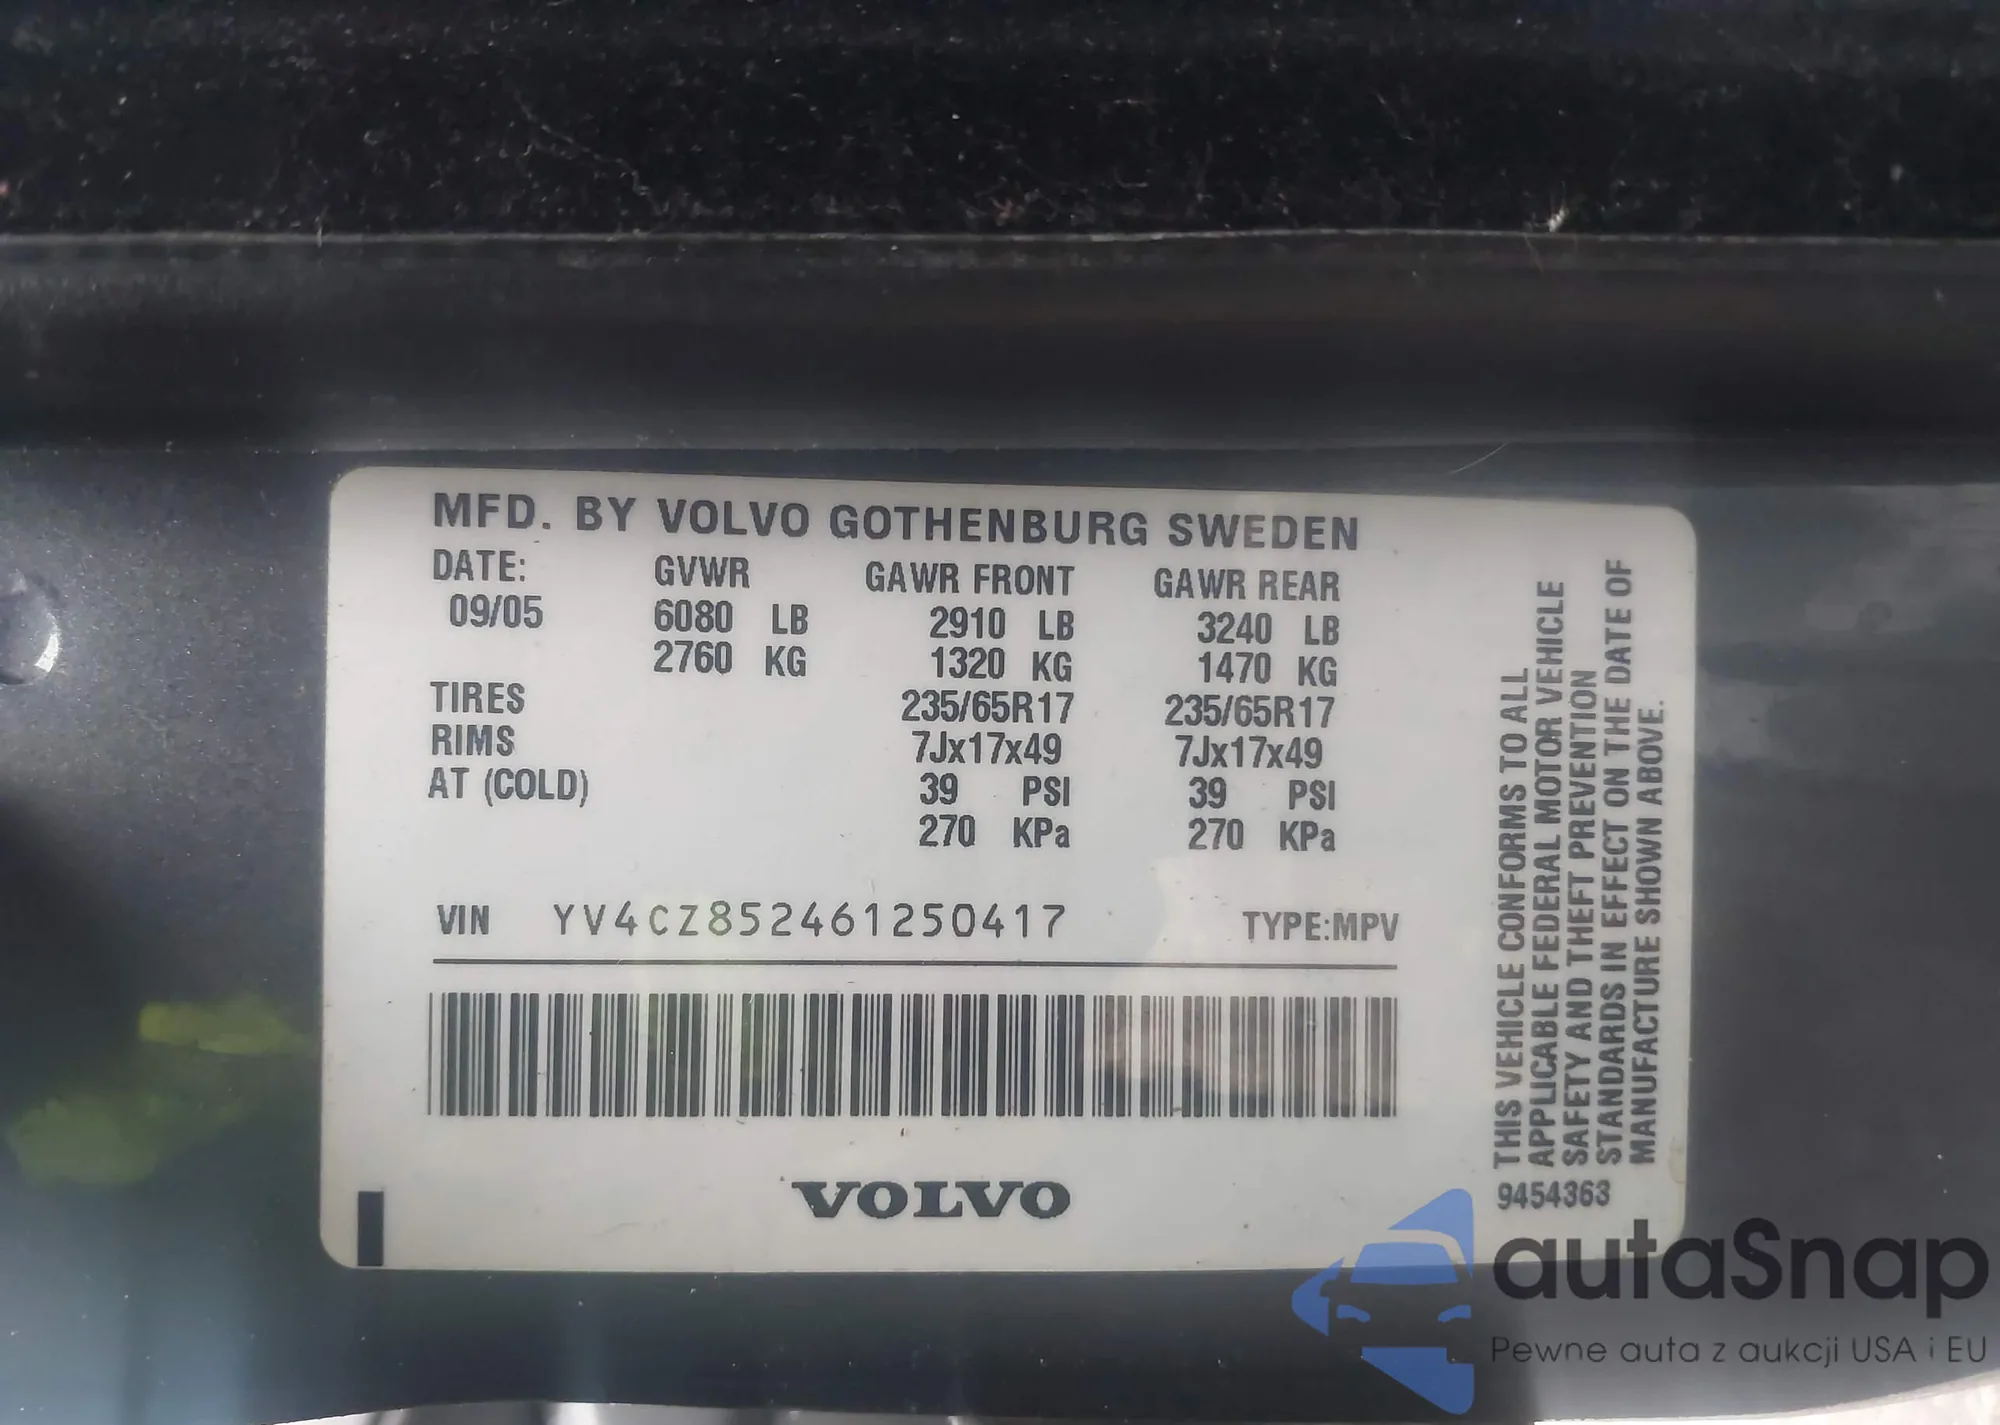 MFD. BY VOLVO GOTHENBURG SWEDEN
DATE: GVWR GAWR FRONT GAWR REAR
09/05 6080 LB 2910 LB 3240 LB
2760 KG 1320 KG 1470 KG
TIRES 235/65R17 235/65R17
RIMS 7Jx17x49 7Jx17x49
AT (COLD) 39 PSI 39 PSI
270 KPa 270 KPa
VIN YV4CZ852461250417 TYPE:MPV
VOLVO
THIS VEHICLE CONFORMS TO ALL
APPLICABLE FEDERAL MOTOR VEHICLE
SAFETY AND THEFT PREVENTION
STANDARDS IN EFFECT ON THE DATE OF
MANUFACTURE SHOWN ABOVE.
9454363
autaSnap
Pewne auta z aukcji USA i EU